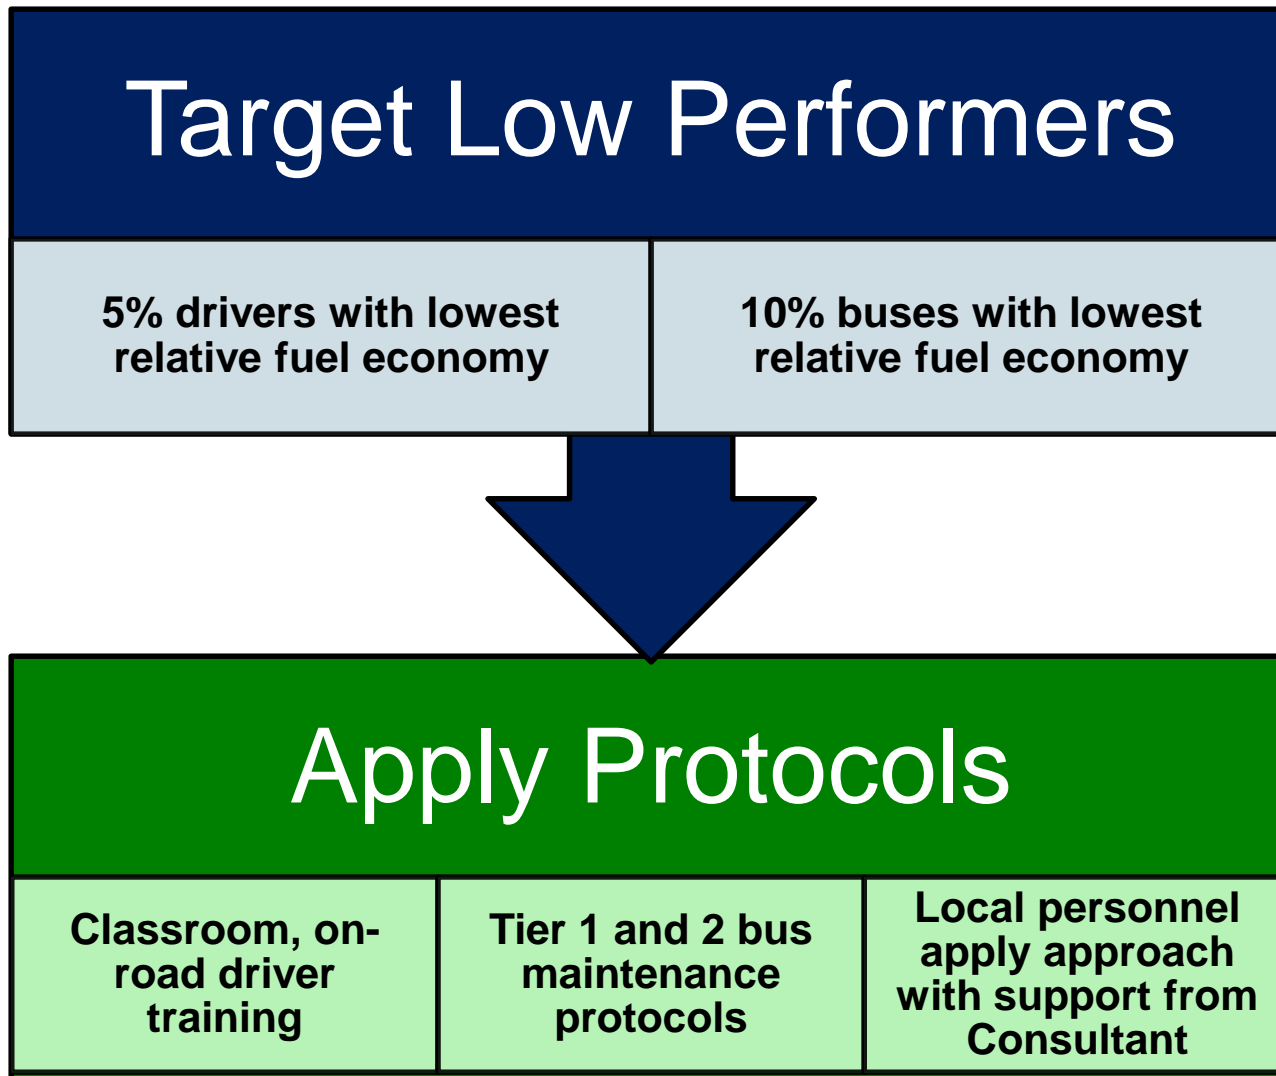 Target Low Performers
5% drivers with lowest
relative fuel economy
10% buses with lowest
relative fuel economy
Apply Protocols
Classroom, on-
road driver
training
Tier 1 and 2 bus
maintenance
protocols
Local personnel
apply approach
with support from
Consultant